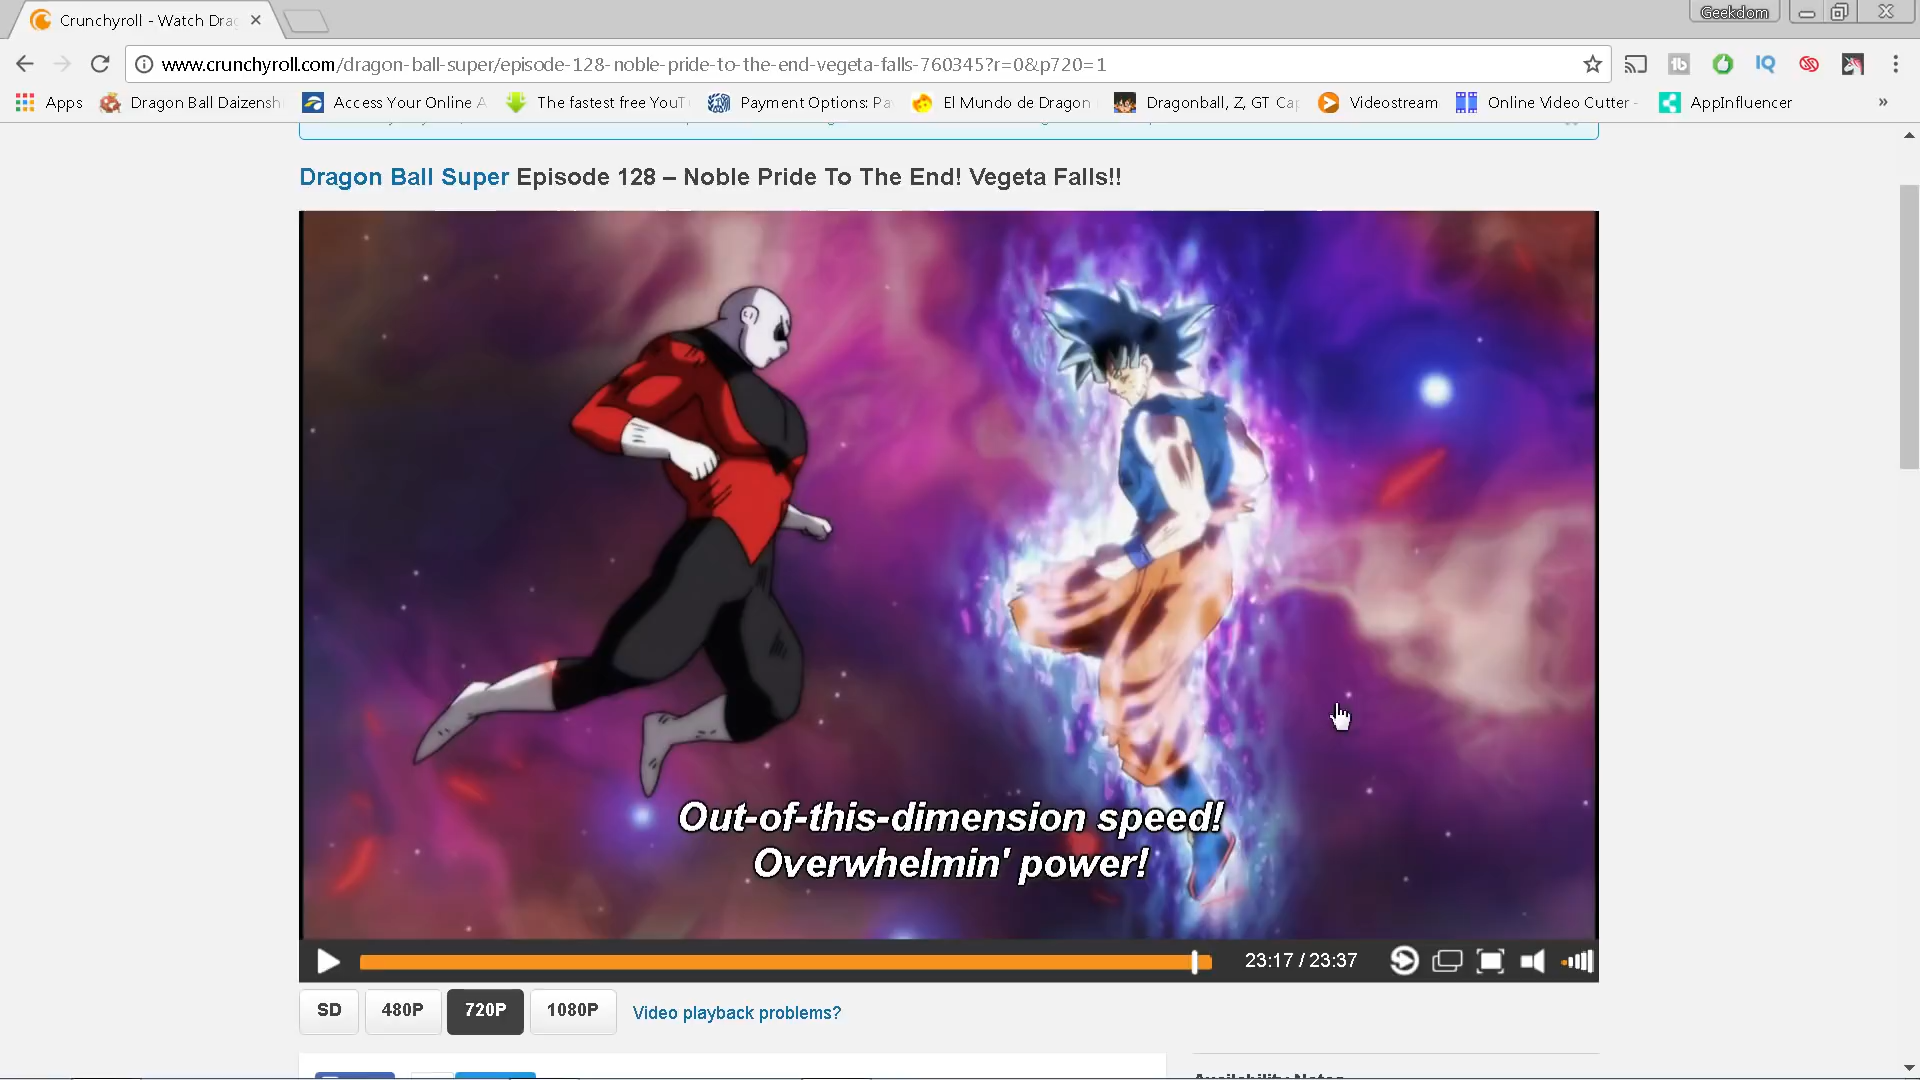 Crunchyroll - Watch Drag
Geekdom
www.crunchyroll.com/dragon-ball-super/episode-128-noble-pride-to-the-end-vegeta-falls-760345?r=0&p720=1
Apps Dragon Ball Daizensh Access Your Online A The fastest free YouT Payment Options: Pa El Mundo de Dragon Dragonball, Z, GT Cap Videostream Online Video Cutter - AppInfluencer »
Dragon Ball Super Episode 128 – Noble Pride To The End! Vegeta Falls!!
Out-of-this-dimension speed!
Overwhelmin' power!
23:17 / 23:37
SD 480P 720P 1080P Video playback problems?
Availability Notes